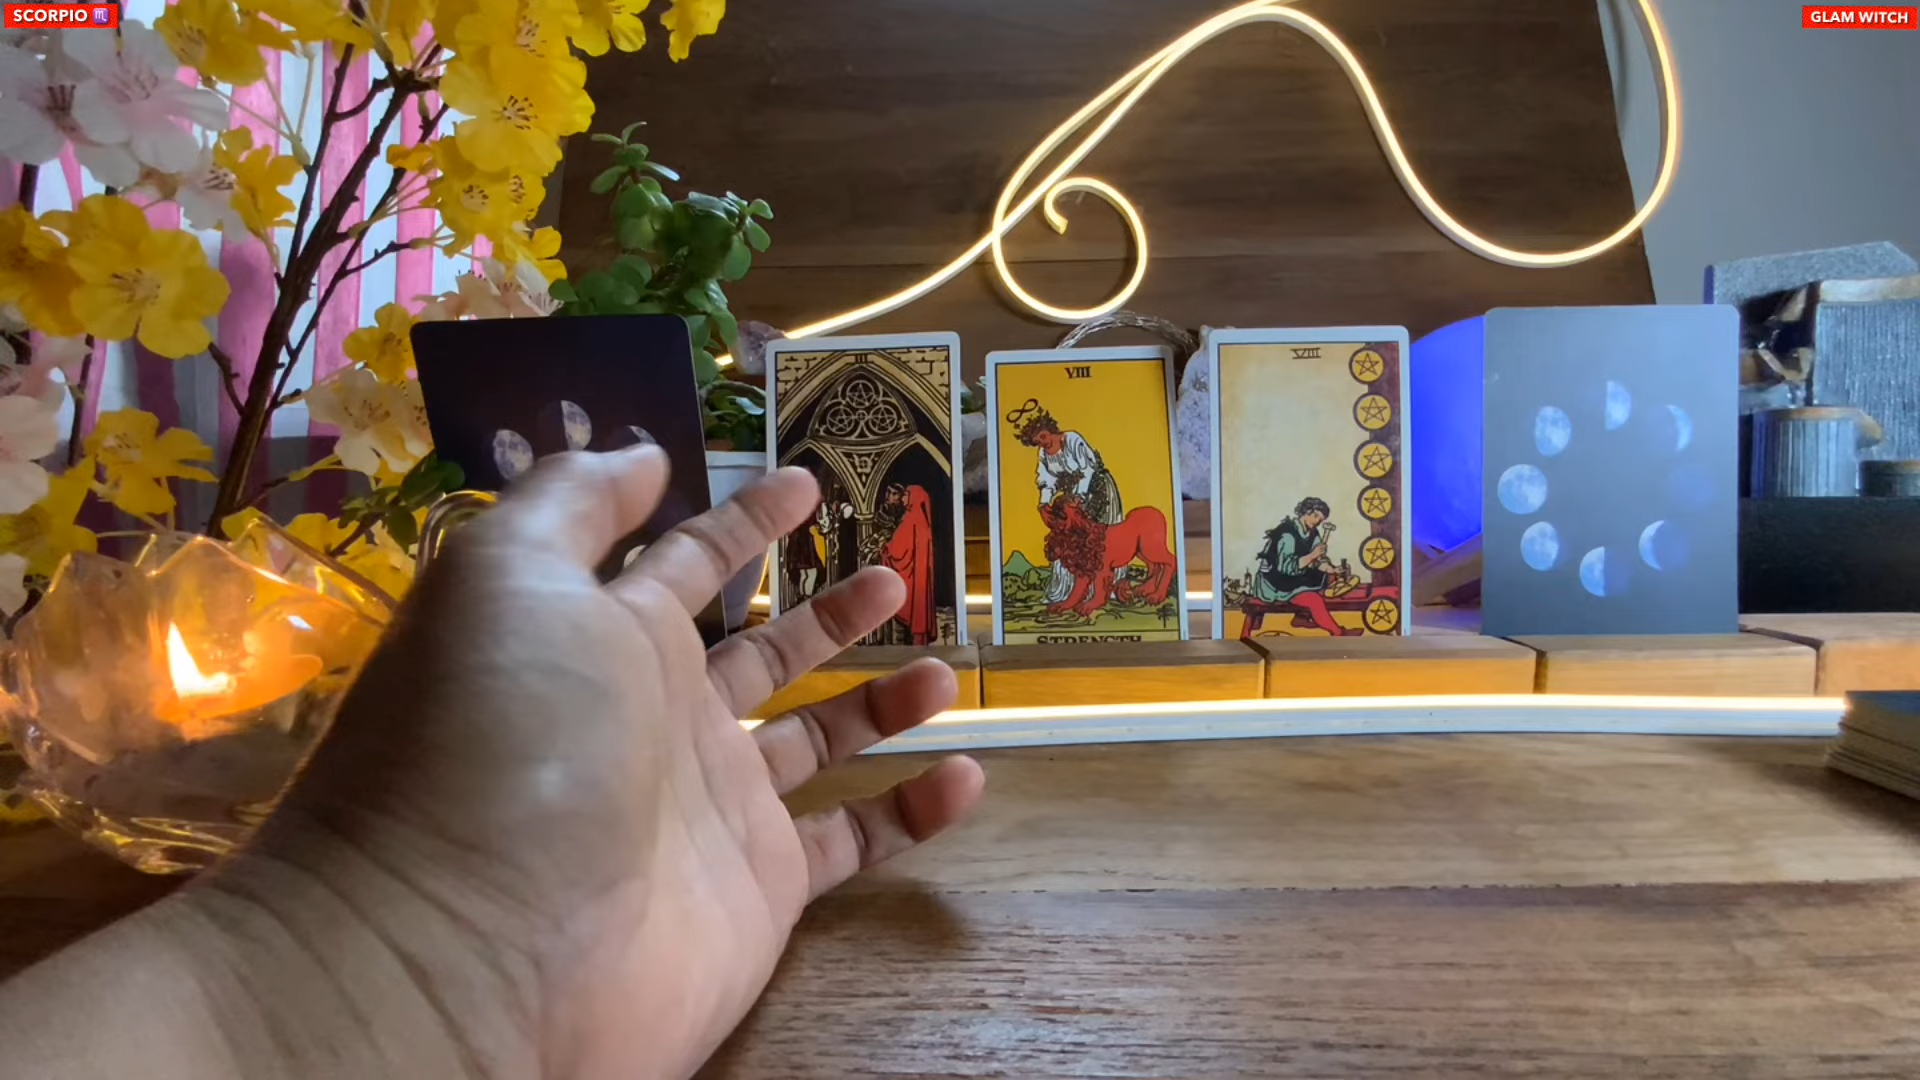 SCORPIO ♏
GLAM WITCH
III
VIII
VIII
STRENGTH